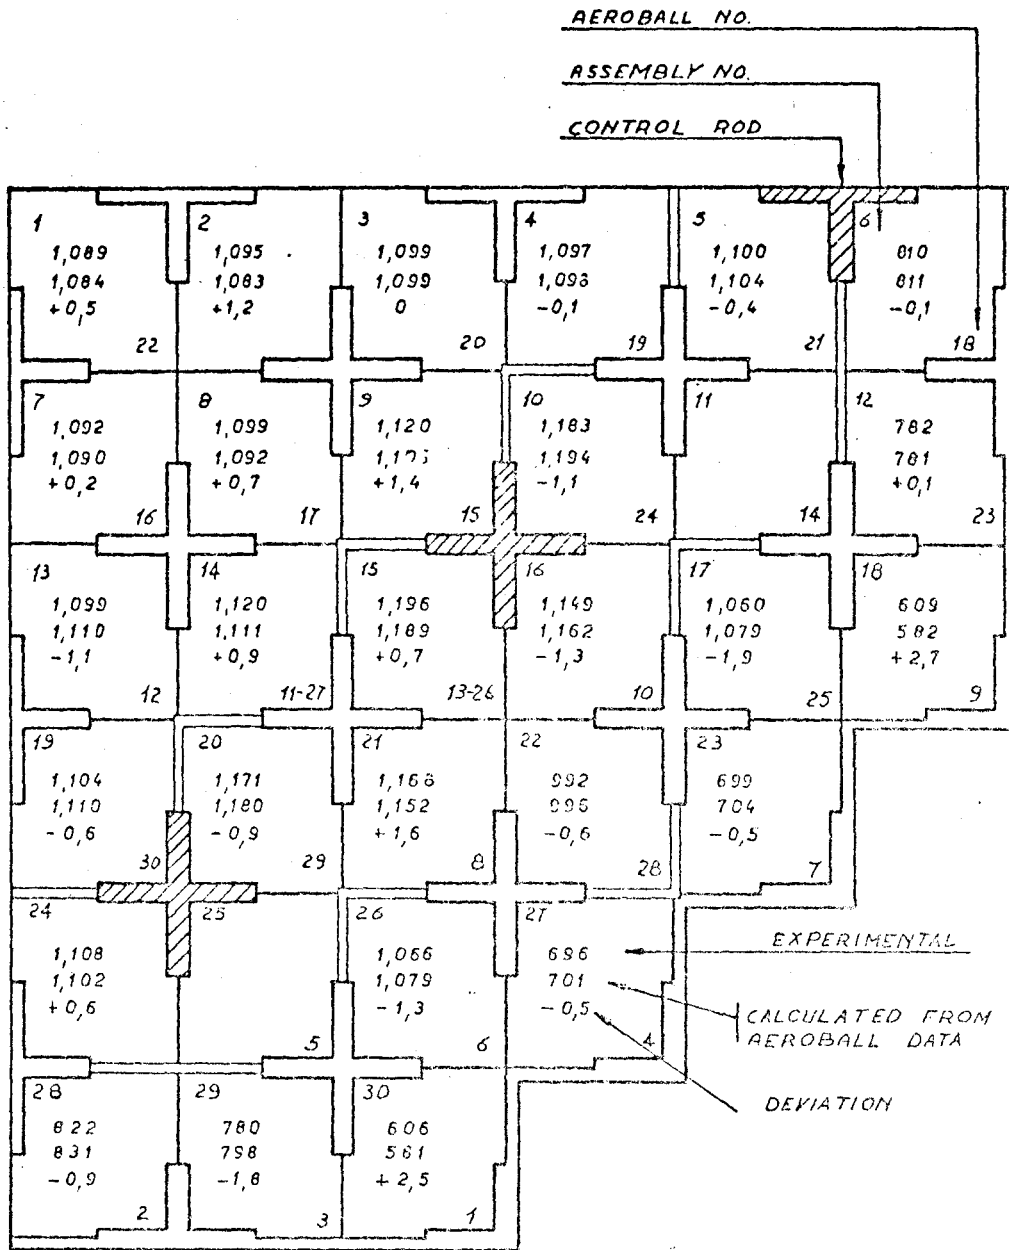 AEROBALL NO.
ASSEMBLY NO.
CONTROL ROD
1 2 3 4 5 6
1,089 1,095 1,099 1,097 1,100 810
1,084 1,083 1,099 1,098 1,104 811
+0,5 +1,2 0 -0,1 -0,4 -0,1
22 20 19 21 18
7 8 9 10 11 12
1,092 1,099 1,120 1,183 782
1,090 1,092 1,194 781
+0,2 +0,7 +1,4 -1,1 +0,1
16 17 15 24 14 23
13 14 15 16 17 18
1,099 1,120 1,196 1,149 1,060 609
1,110 1,111 1,189 1,162 1,079 582
-1,1 +0,9 +0,7 -1,3 -1,9 +2,7
12 11-27 13-26 10 25 9
19 20 21 22 23
1,104 1,171 1,168 992 699
1,110 1,180 1,152 998 704
-0,6 -0,9 +1,6 -0,6 -0,5
30 29 8 28 7
24 25 26 27
EXPERIMENTAL
1,108 1,066 696
1,102 1,079 701
+0,6 -1,3 -0,5
CALCULATED FROM
AEROBALL DATA
5 6 4
28 29 30
DEVIATION
822 780 606
831 798 581
-0,9 -1,8 +2,5
2 3 1